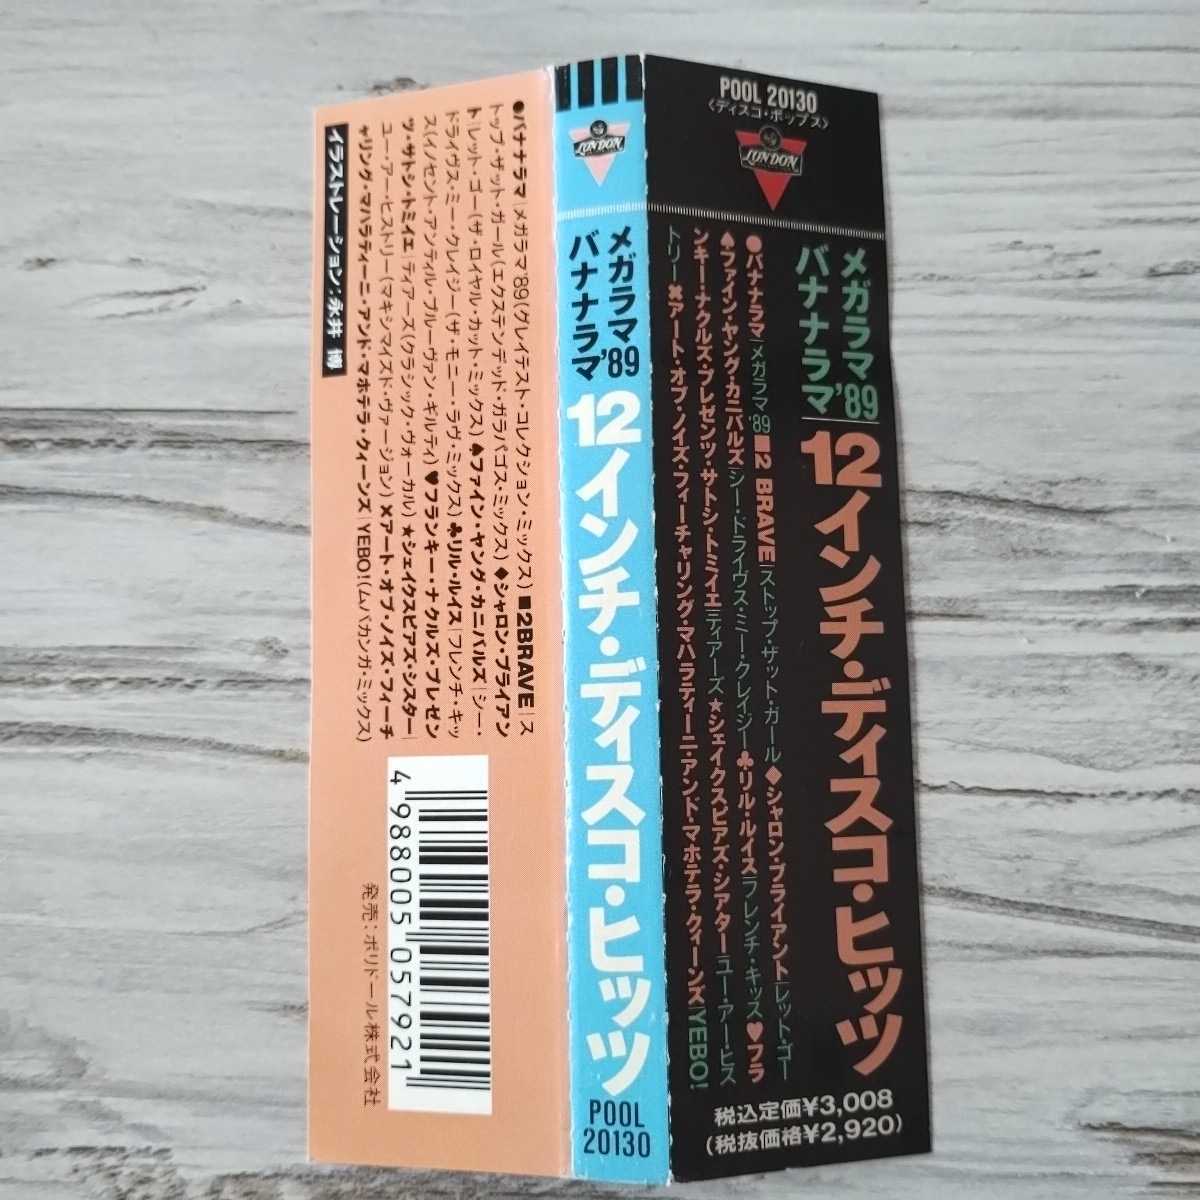 POOL 20130
〈ディスコ・ポップス〉
LONDON
メガラマ'89
バナナラマ
12インチ・ディスコ・ヒッツ
●バナナラマ|メガラマ'89■2 BRAVE|ストップ・ザット・ガール◆シャロン・ブライアント|レット・ゴー
♠ファイン・ヤング・カニバルズ|シー・ドライヴス・ミー・クレイジー♣リル・ルイス|フレンチ・キッス♥フラ
ンキー・ナクルズ・プレゼンツ・サトシ・トミイエ|ティアーズ★シェイクスピアズ・シアター|ユー・アー・ヒス
トリー✖アート・オブ・ノイズ・フィーチャリング・マハラティーニ・アンド・マホテラ・クィーンズ|YEBO!
税込定価¥3,008
(税抜価格¥2,920)
LONDON
メガラマ'89
バナナラマ
12インチ・ディスコ・ヒッツ
POOL
20130
●バナナラマ|メガラマ'89(グレイテスト・コレクション・ミックス)■2BRAVE|ス
トップ・ザット・ガール(エクステンデッド・ガラパゴス・ミックス)◆シャロン・ブライアン
ト|レット・ゴー(ザ・ロイヤル・カット・ミックス)♠ファイン・ヤング・カニバルズ|シー・
ドライヴス・ミー・クレイジー(ザ・モニー・ラヴ・ミックス)♣リル・ルイス|フレンチ・キッ
ス(イノセント・アンティル・プルーヴァン・ギルティ)♥フランキー・ナクルズ・プレゼン
ツ・サトシ・トミイエ|ティアーズ(クラシック・ヴォーカル)★シェイクスピアズ・シスター|
ユー・アー・ヒストリー(マキシマイズド・ヴァージョン)✖アート・オブ・ノイズ・フィーチ
ャリング・マハラティーニ・アンド・マホテラ・クィーンズ|YEBO!(ムバカンガ・ミックス)
イラストレーション:永井 博
4 988005 057921
発売:ポリドール株式会社